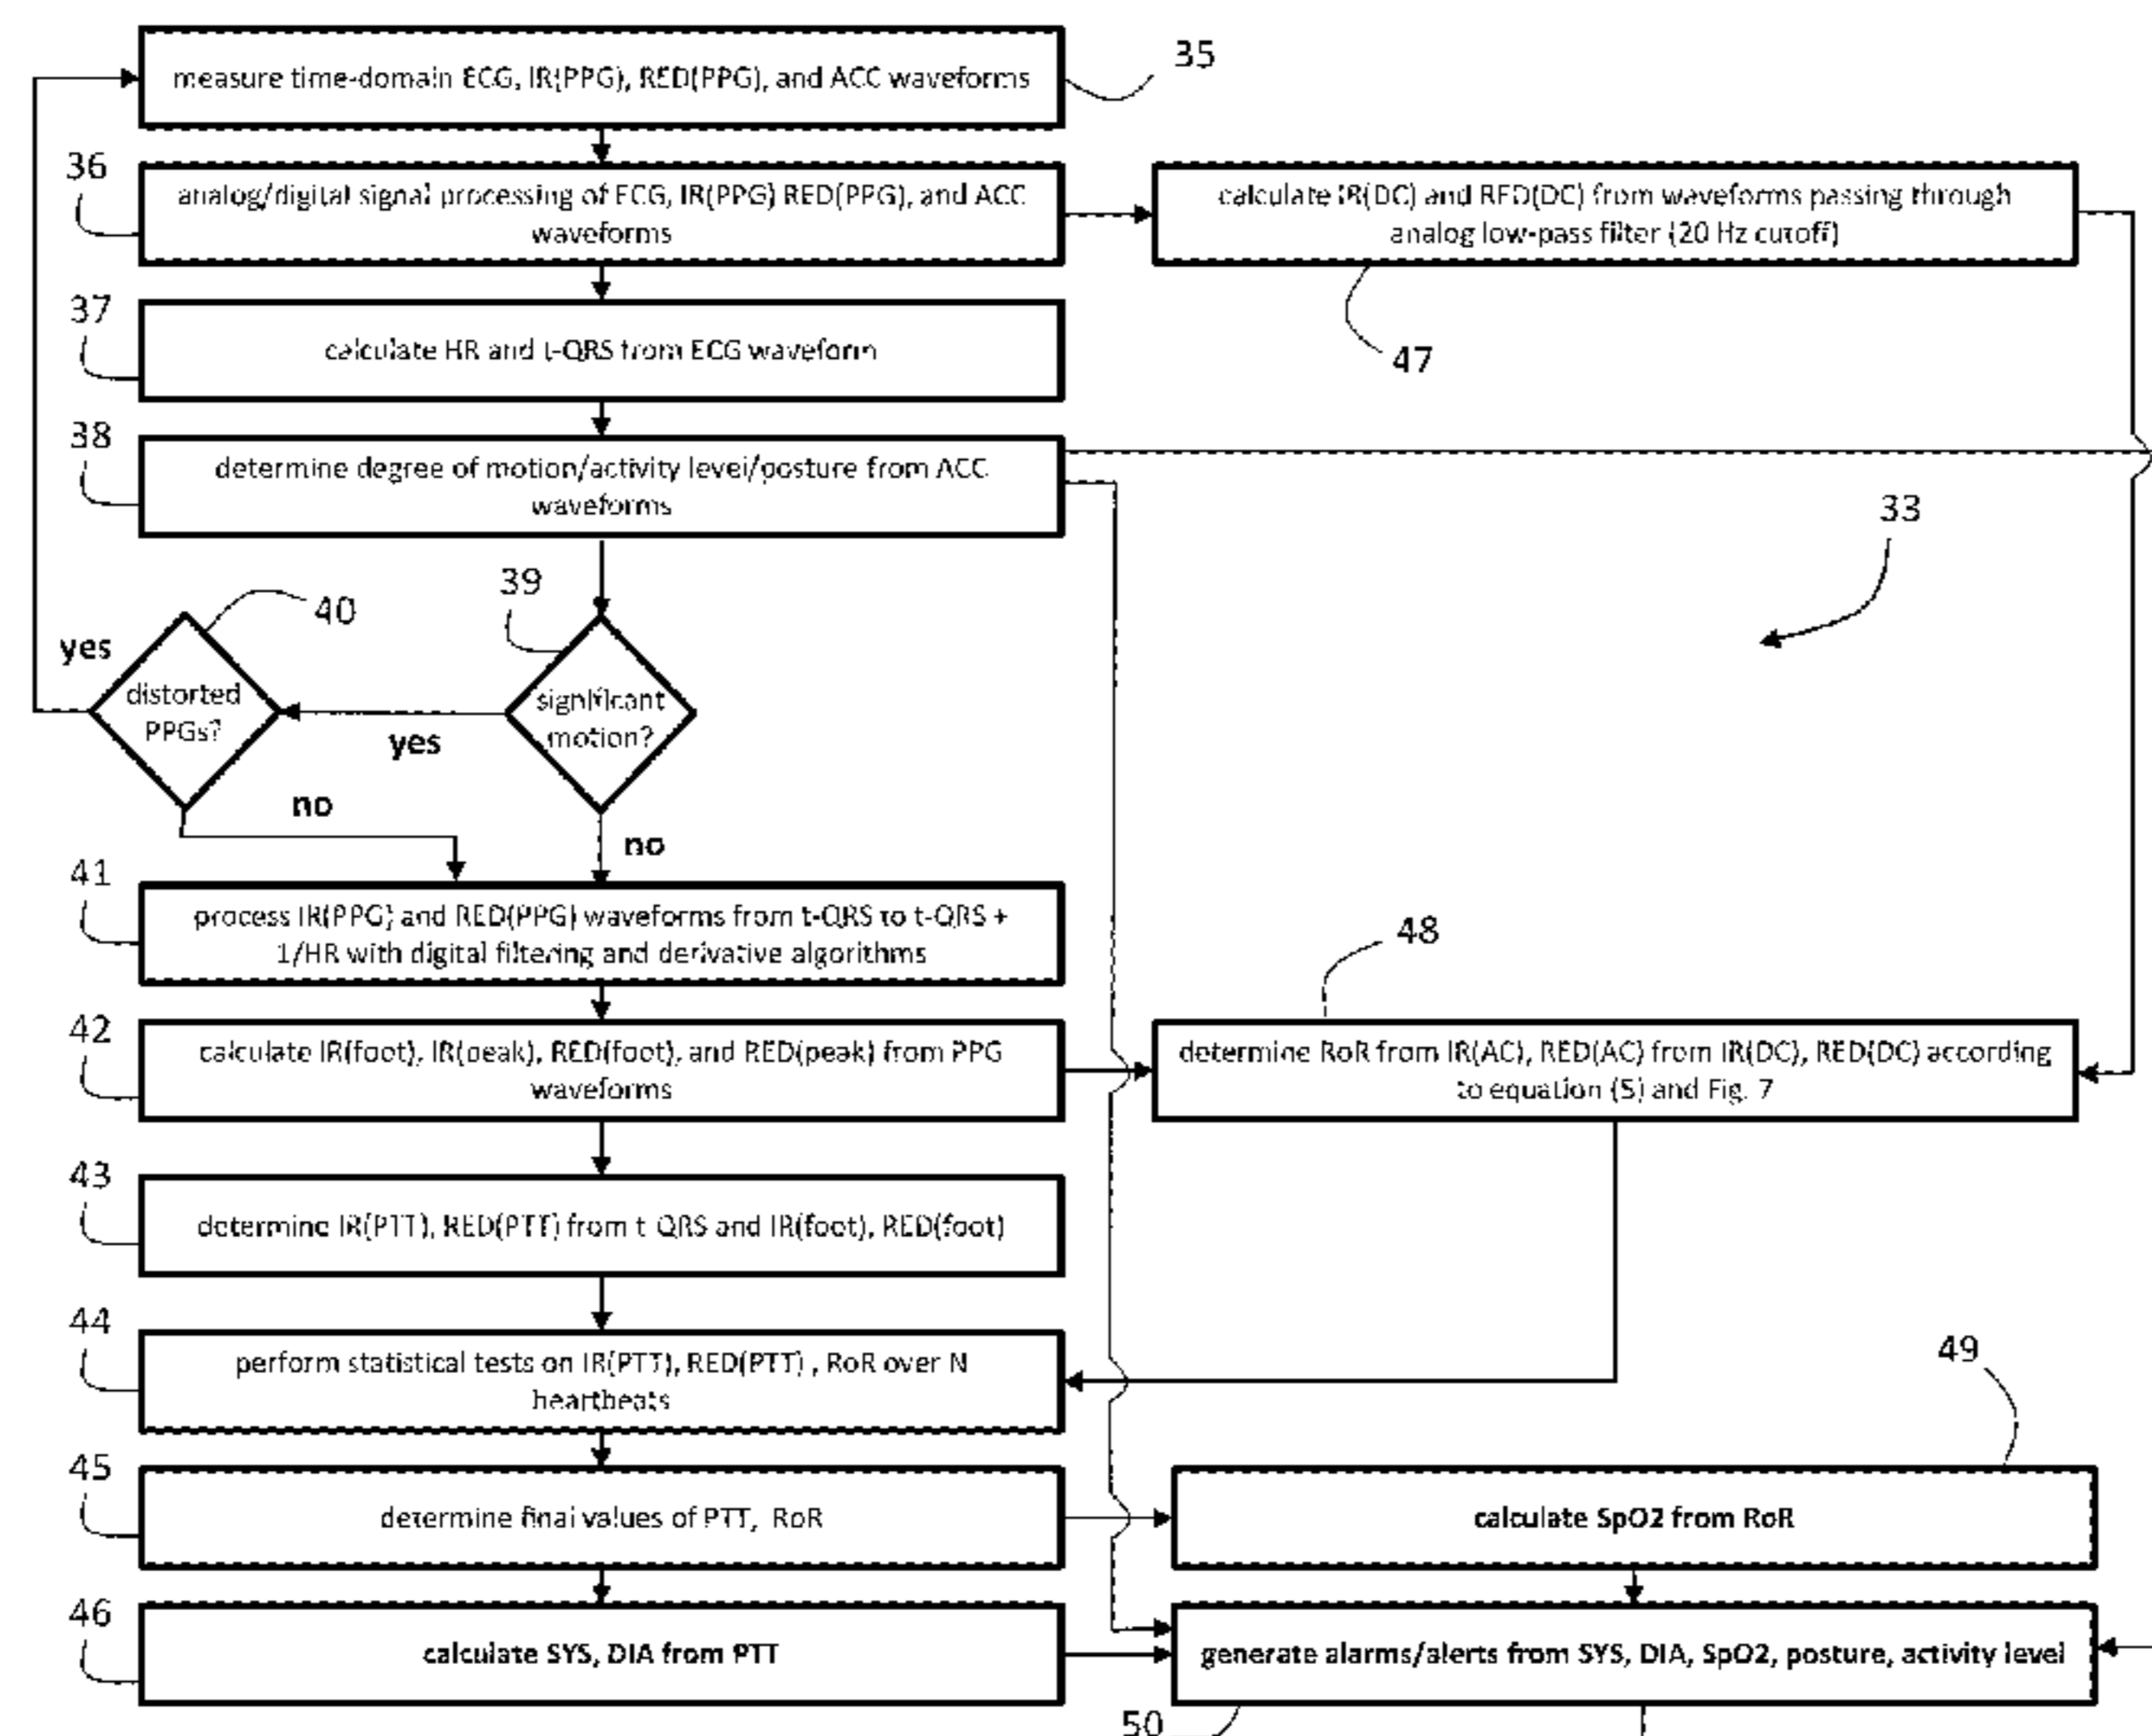 35
measure time-domain ECG, IR(PPG), RED(PPG), and ACC waveforms
36
analog/digital signal processing of ECG, IR(PPG) RED(PPG), and ACC
waveforms
calculate IR(DC) and RED(DC) from waveforms passing through
analog low-pass filter (20 Hz cutoff)
47
37
calculate HR and t-QRS from ECG waveform
38
determine degree of motion/activity level/posture from ACC
waveforms
33
39
40
yes
distorted
PPGs?
yes
significant
motion?
no
no
41
process IR(PPG) and RED(PPG) waveforms from t-QRS to t-QRS +
1/HR with digital filtering and derivative algorithms
48
42
calculate IR(foot), IR(peak), RED(foot), and RED(peak) from PPG
waveforms
determine RoR from IR(AC), RED(AC) from IR(DC), RED(DC) according
to equation (5) and Fig. 7
43
determine IR(PTT), RED(PTT) from t-QRS and IR(foot), RED(foot)
44
perform statistical tests on IR(PTT), RED(PTT) , RoR over N
heartbeats
49
45
determine final values of PTT, RoR
calculate SpO2 from RoR
46
calculate SYS, DIA from PTT
generate alarms/alerts from SYS, DIA, SpO2, posture, activity level
50